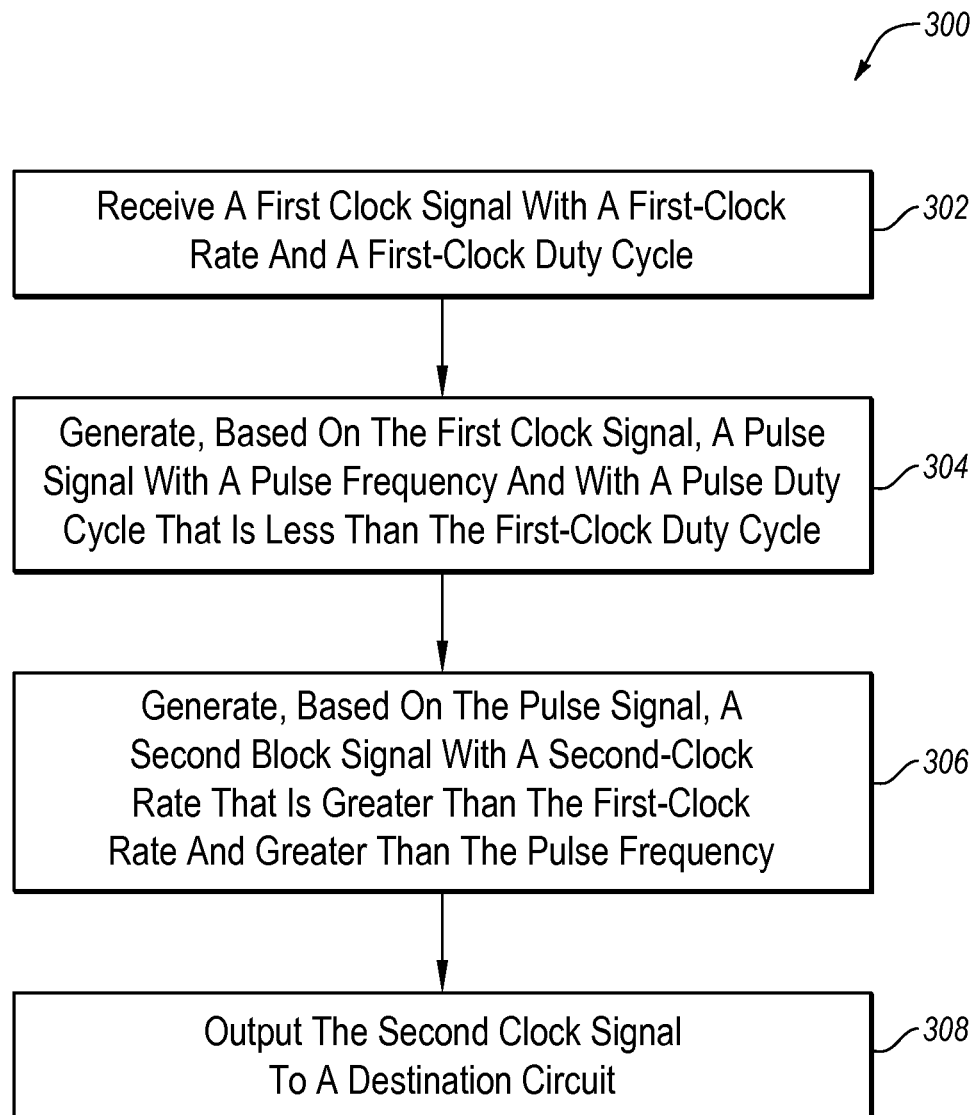 300
Receive A First Clock Signal With A First-Clock
Rate And A First-Clock Duty Cycle
302
Generate, Based On The First Clock Signal, A Pulse
Signal With A Pulse Frequency And With A Pulse Duty
Cycle That Is Less Than The First-Clock Duty Cycle
304
Generate, Based On The Pulse Signal, A
Second Block Signal With A Second-Clock
Rate That Is Greater Than The First-Clock
Rate And Greater Than The Pulse Frequency
306
Output The Second Clock Signal
To A Destination Circuit
308